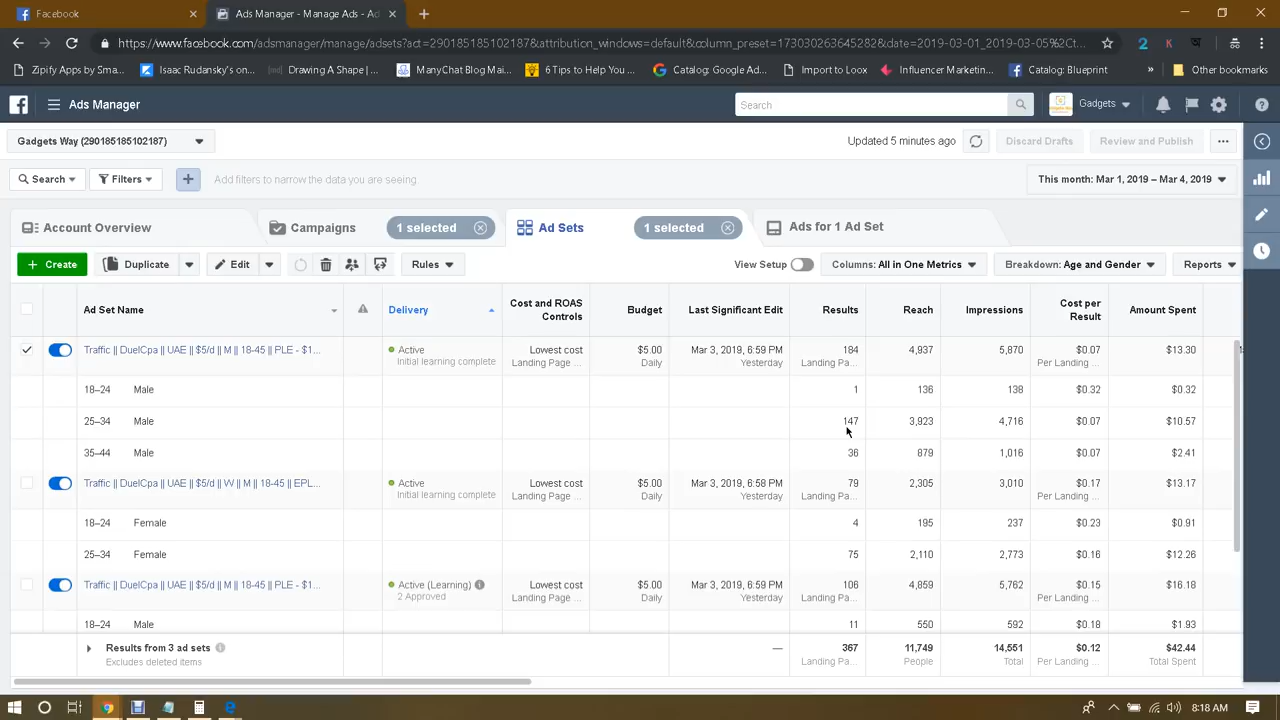 Facebook
Ads Manager - Manage Ads - Ad
https://www.facebook.com/adsmanager/manage/adsets?act=290185185102187&attribution_windows=default&column_preset=1730302636​45282&date=2019-03-01_2019-03-05%2Ct...
Zipify Apps by Sma...
Isaac Rudansky's on...
Drawing A Shape |...
ManyChat Blog Mai...
6 Tips to Help You ...
Catalog: Google Ad...
Import to Loox
Influencer Marketin...
Catalog: Blueprint
»
Other bookmarks
Ads Manager
Search
Gadgets
Gadgets Way (290185185102187)
Updated 5 minutes ago
Discard Drafts
Review and Publish
Search
Filters
Add filters to narrow the data you are seeing
This month: Mar 1, 2019 – Mar 4, 2019
Account Overview
Campaigns
1 selected
Ad Sets
1 selected
Ads for 1 Ad Set
+ Create
Duplicate
Edit
Rules
View Setup
Columns: All in One Metrics
Breakdown: Age and Gender
Reports
Ad Set Name Delivery Cost and ROAS Controls Budget Last Significant Edit Results Reach Impressions Cost per Result Amount Spent
Traffic || DuelCpa || UAE || $5/d || M || 18-45 || PLE - $1... Active Lowest cost $5.00 Mar 3, 2019, 6:59 PM 184 4,937 5,870 $0.07 $13.30
Initial learning complete Landing Page ... Daily Yesterday Landing Pa... Per Landing ...
18–24 Male 1 136 138 $0.32 $0.32
25–34 Male 147 3,923 4,716 $0.07 $10.57
35–44 Male 36 879 1,016 $0.07 $2.41
Traffic || DuelCpa || UAE || $5/d || W || M || 18-45 || EPL... Active Lowest cost $5.00 Mar 3, 2019, 6:58 PM 79 2,305 3,010 $0.17 $13.17
Initial learning complete Landing Page ... Daily Yesterday Landing Pa... Per Landing ...
18–24 Female 4 195 237 $0.23 $0.91
25–34 Female 75 2,110 2,773 $0.16 $12.26
Traffic || DuelCpa || UAE || $5/d || M || 18-45 || PLE - $1... Active (Learning) Lowest cost $5.00 Mar 3, 2019, 6:59 PM 106 4,859 5,762 $0.15 $16.18
2 Approved Landing Page ... Daily Yesterday Landing Pa... Per Landing ...
18–24 Male 11 550 592 $0.18 $1.93
Results from 3 ad sets — 367 11,749 14,551 $0.12 $42.44
Excludes deleted items Landing Pa... People Total Per Landing ... Total Spent
8:18 AM